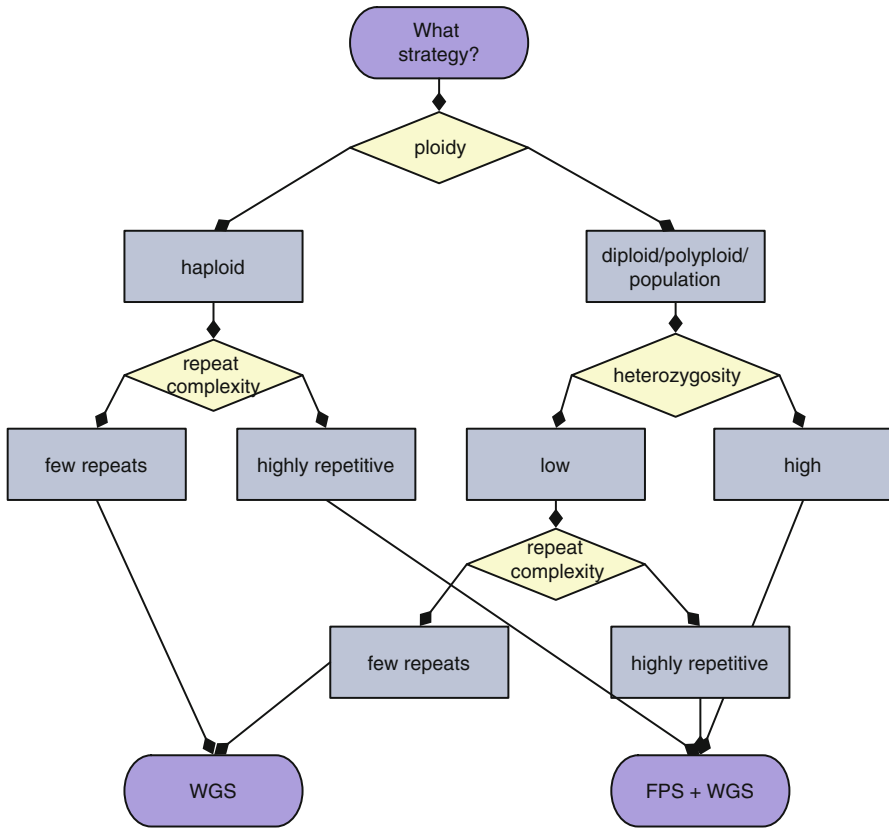 What
strategy?
ploidy
haploid
diploid/polyploid/
population
repeat
complexity
heterozygosity
few repeats
highly repetitive
low
high
repeat
complexity
few repeats
highly repetitive
WGS
FPS + WGS